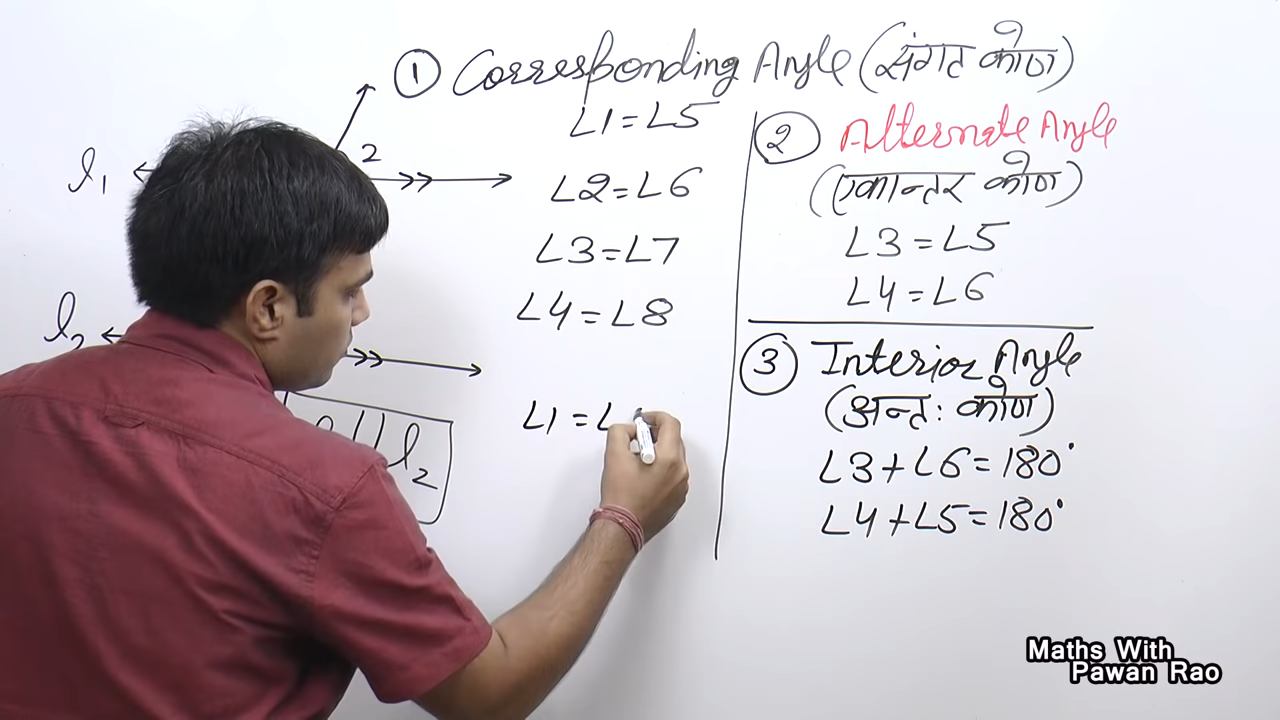 ① Corresponding Angle (संगत कोण)
∠1=∠5
∠2=∠6
∠3=∠7
∠4=∠8
∠1=∠
l1
2
l2
l2
② Alternate Angle
(एकान्तर कोण)
∠3=∠5
∠4=∠6
③ Interior Angle
(अन्त: कोण)
∠3+∠6=180°
∠4+∠5=180°
Maths With
Pawan Rao